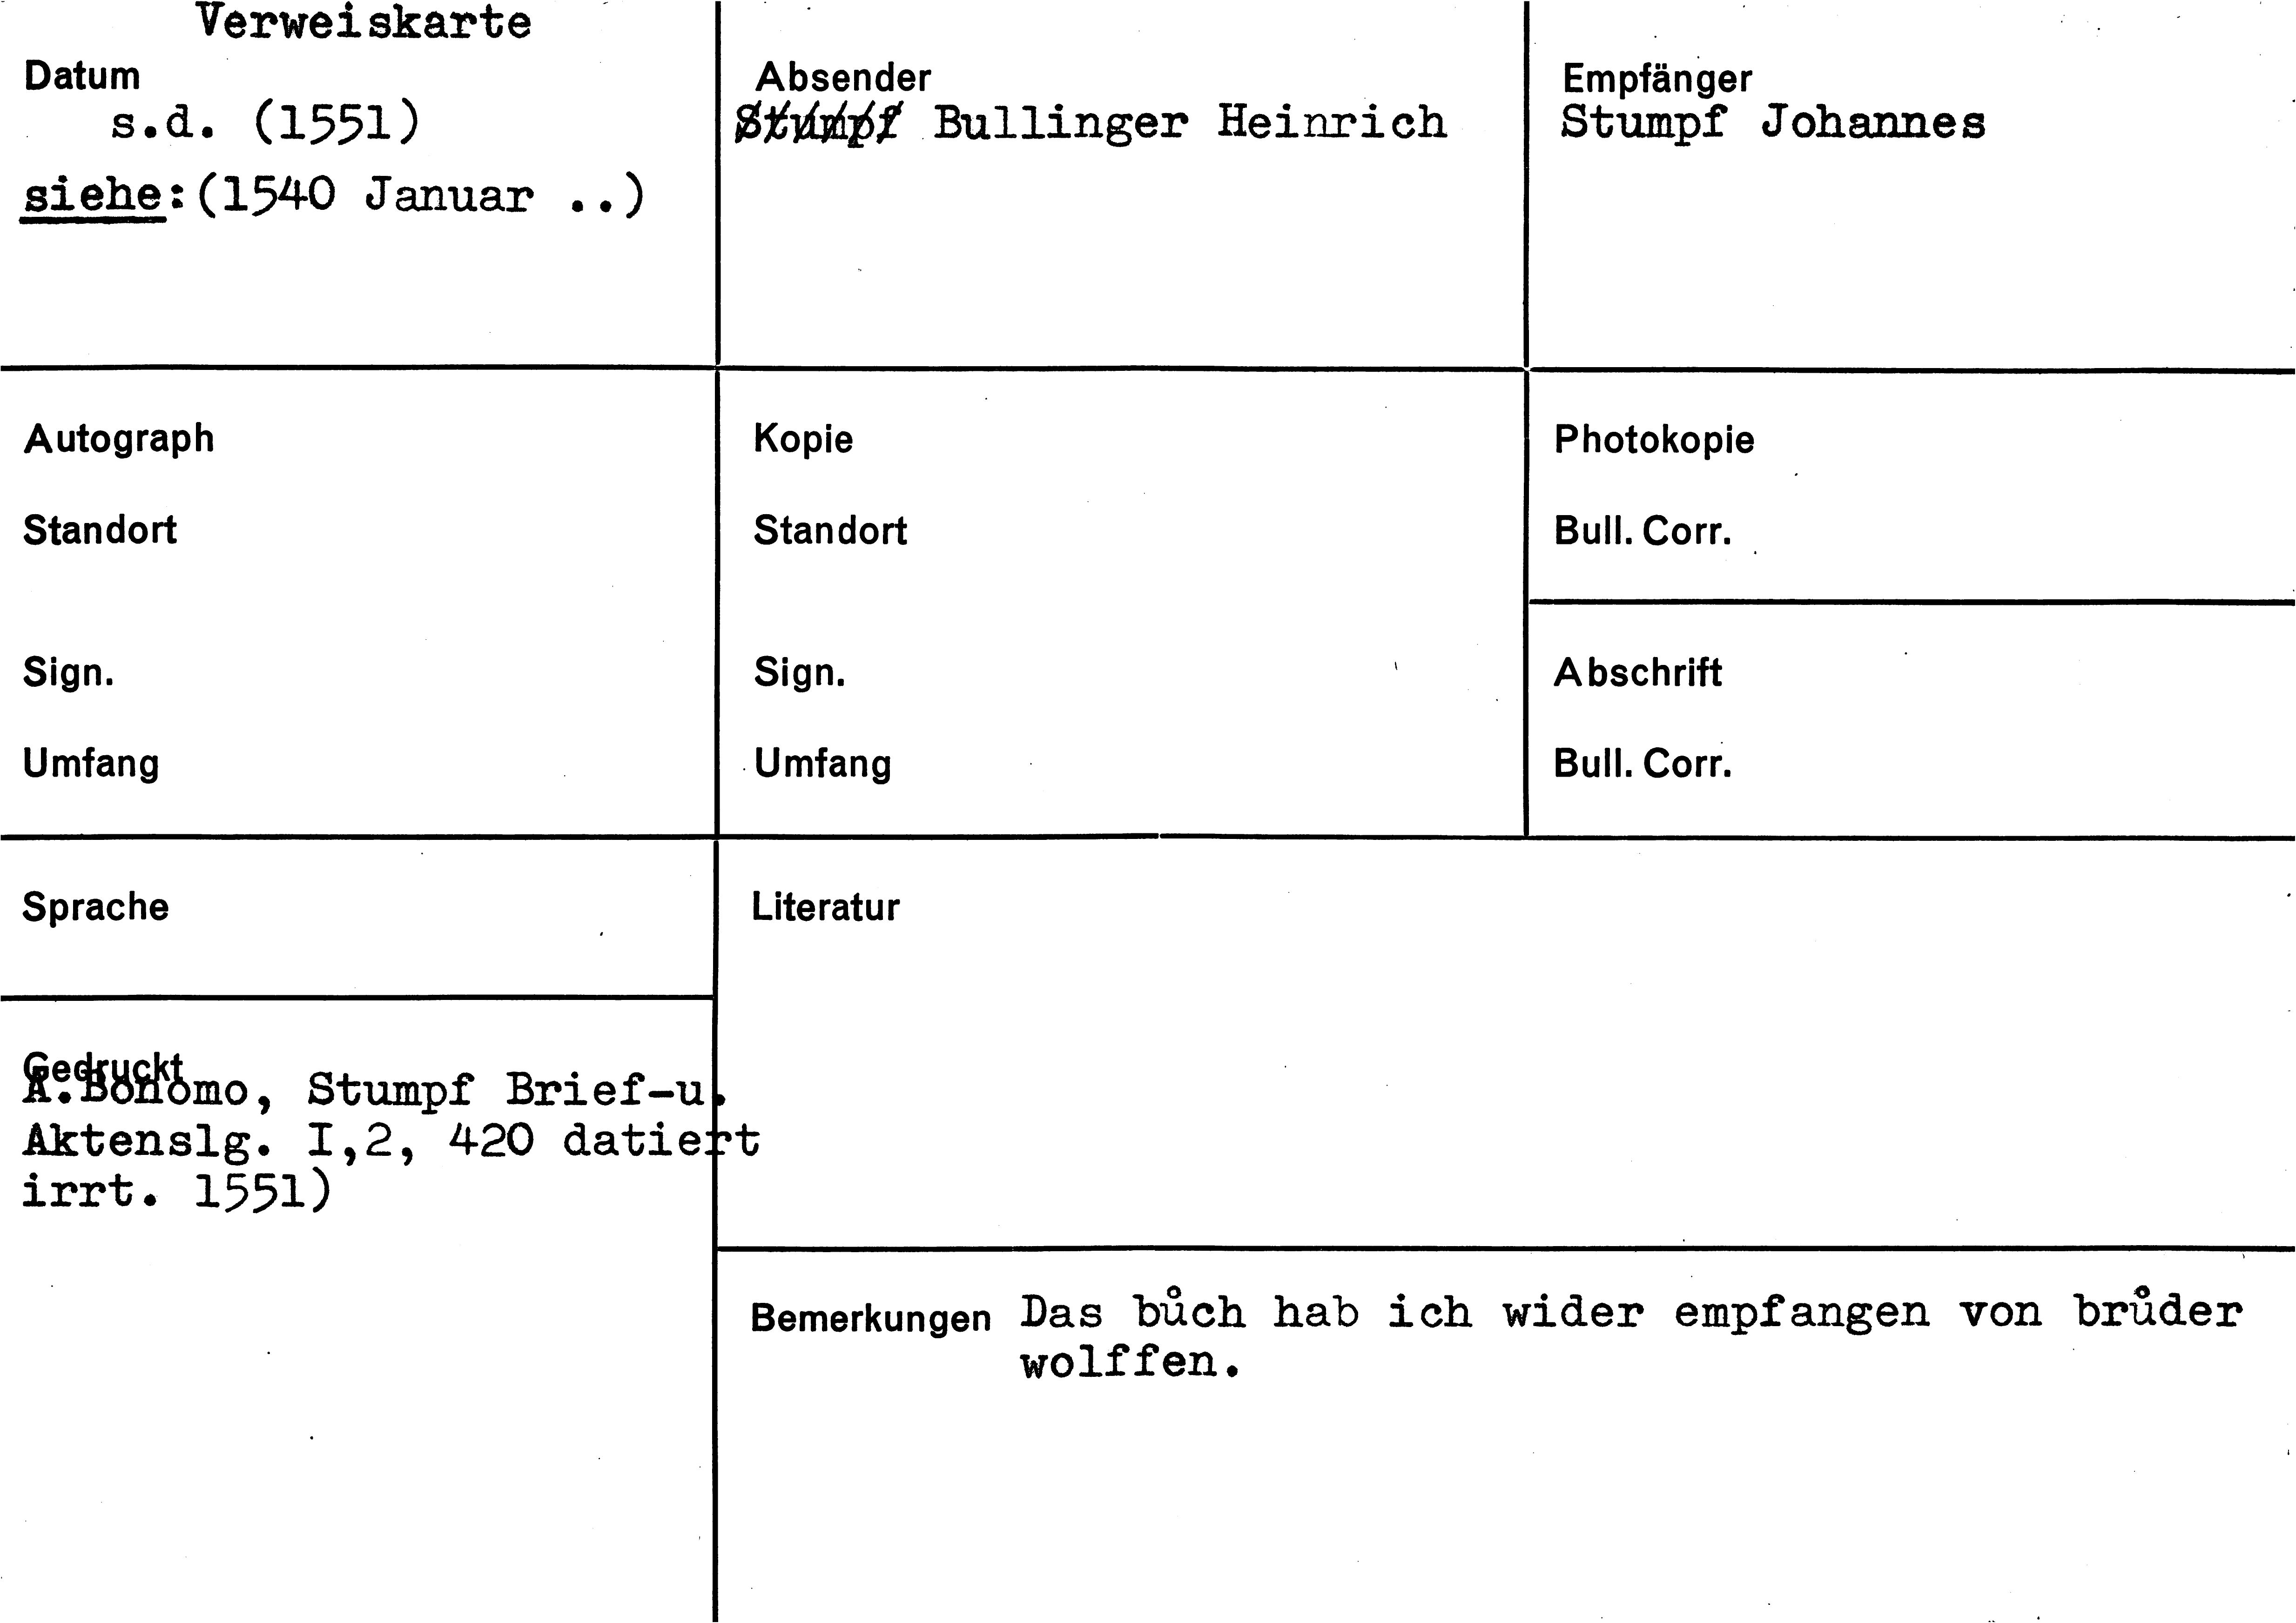 Verweiskarte
Datum
s.d. (1551)
siehe:(1540 Januar ..)
Absender
Stumpf Bullinger Heinrich
Empfänger
Stumpf Johannes
Autograph
Standort
Sign.
Umfang
Kopie
Standort
Sign.
Umfang
Photokopie
Bull. Corr.
Abschrift
Bull. Corr.
Sprache
Literatur
Gedruckt
A.Bonomo, Stumpf Brief-u.
Aktenslg. I,2, 420 datiert
irrt. 1551)
Bemerkungen Das bůch hab ich wider empfangen von brůder
wolffen.